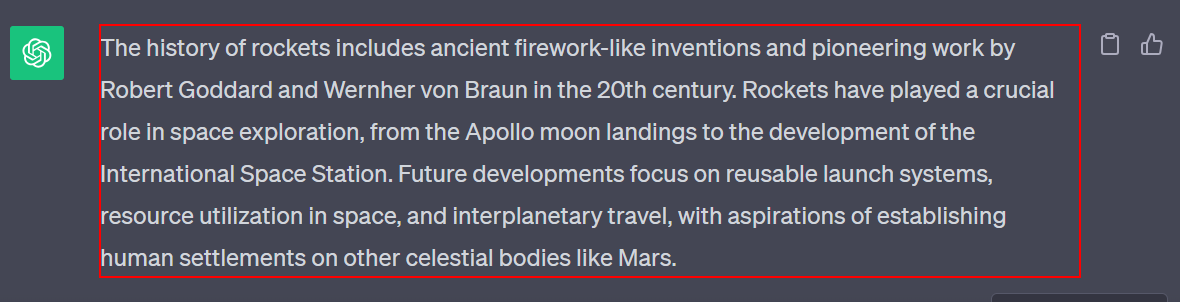 The history of rockets includes ancient firework-like inventions and pioneering work by
Robert Goddard and Wernher von Braun in the 20th century. Rockets have played a crucial
role in space exploration, from the Apollo moon landings to the development of the
International Space Station. Future developments focus on reusable launch systems,
resource utilization in space, and interplanetary travel, with aspirations of establishing
human settlements on other celestial bodies like Mars.